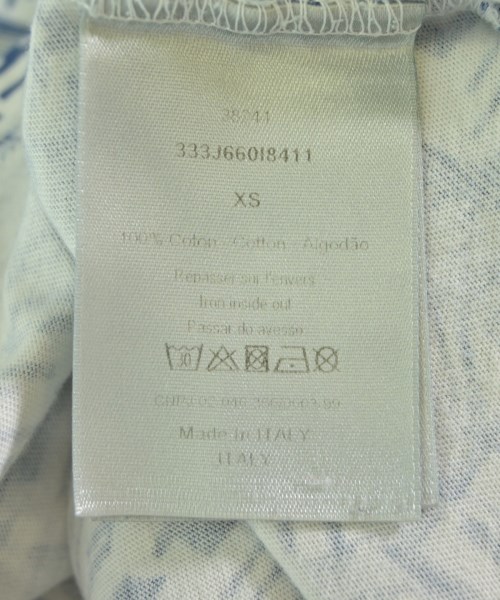 38241
333J660I8411
XS
100% Coton - Cotton - Algodão
Repasser sur l'envers
Iron inside out
Passar do avesso
30
Made in ITALY
ITALY